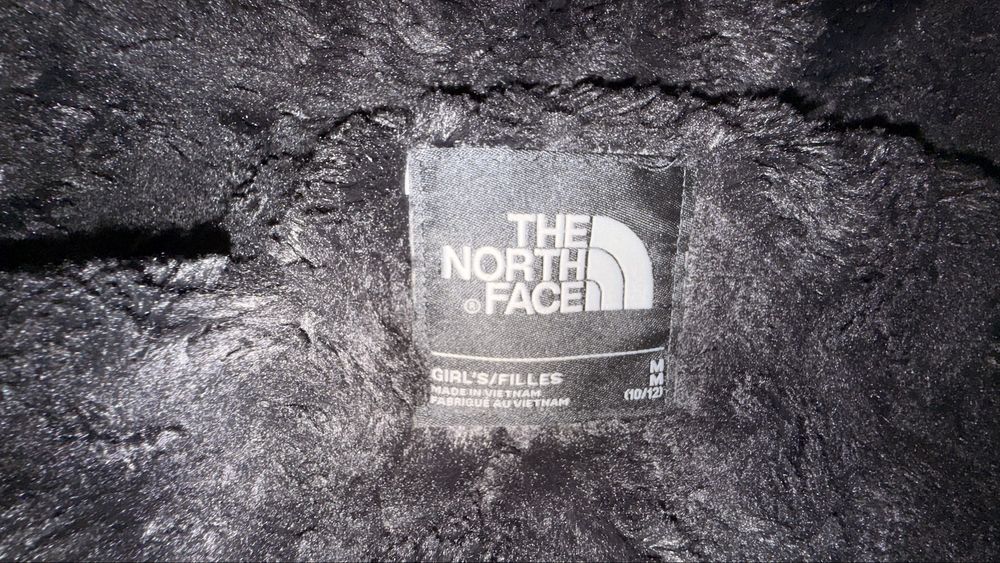 THE
NORTH
® FACE
GIRL'S/FILLES
MADE IN VIETNAM
FABRIQUÉ AU VIETNAM
M
M
(10/12)